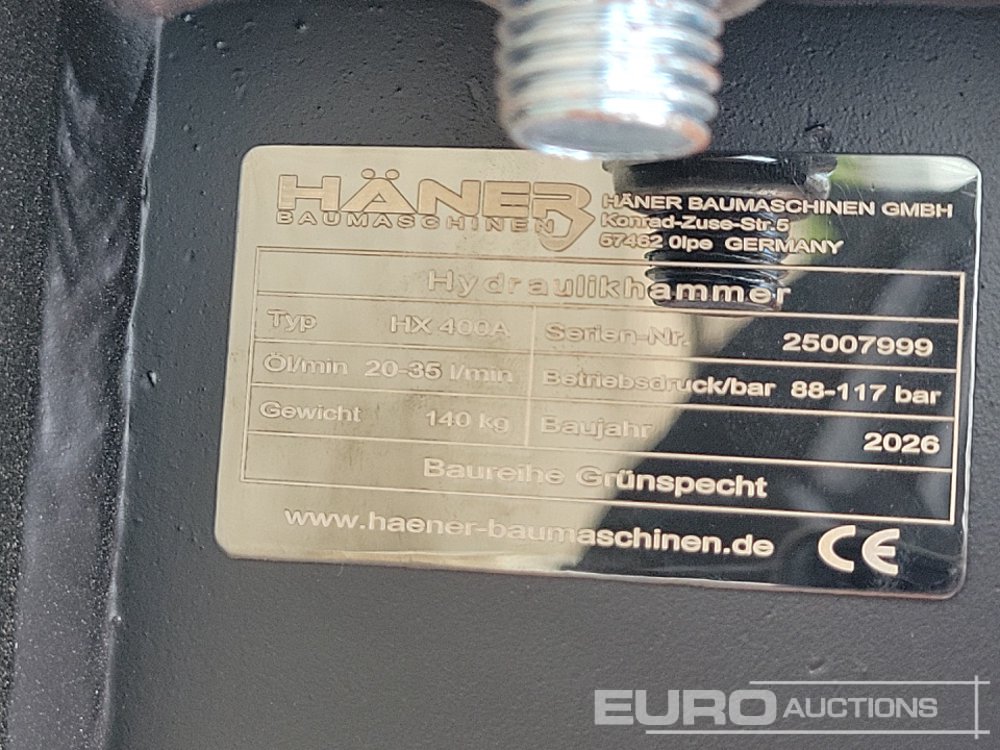 HÄNER
BAUMASCHINEN
HÄNER BAUMASCHINEN GMBH
Konrad-Zuse-Str.5
57462 Olpe GERMANY
Hydraulikhammer
Typ HX 400A Serien-Nr. 25007999
Öl/min 20-35 l/min Betriebsdruck/bar 88-117 bar
Gewicht 140 kg Baujahr 2026
Baureihe Grünspecht
www.haener-baumaschinen.de CE
EURO AUCTIONS